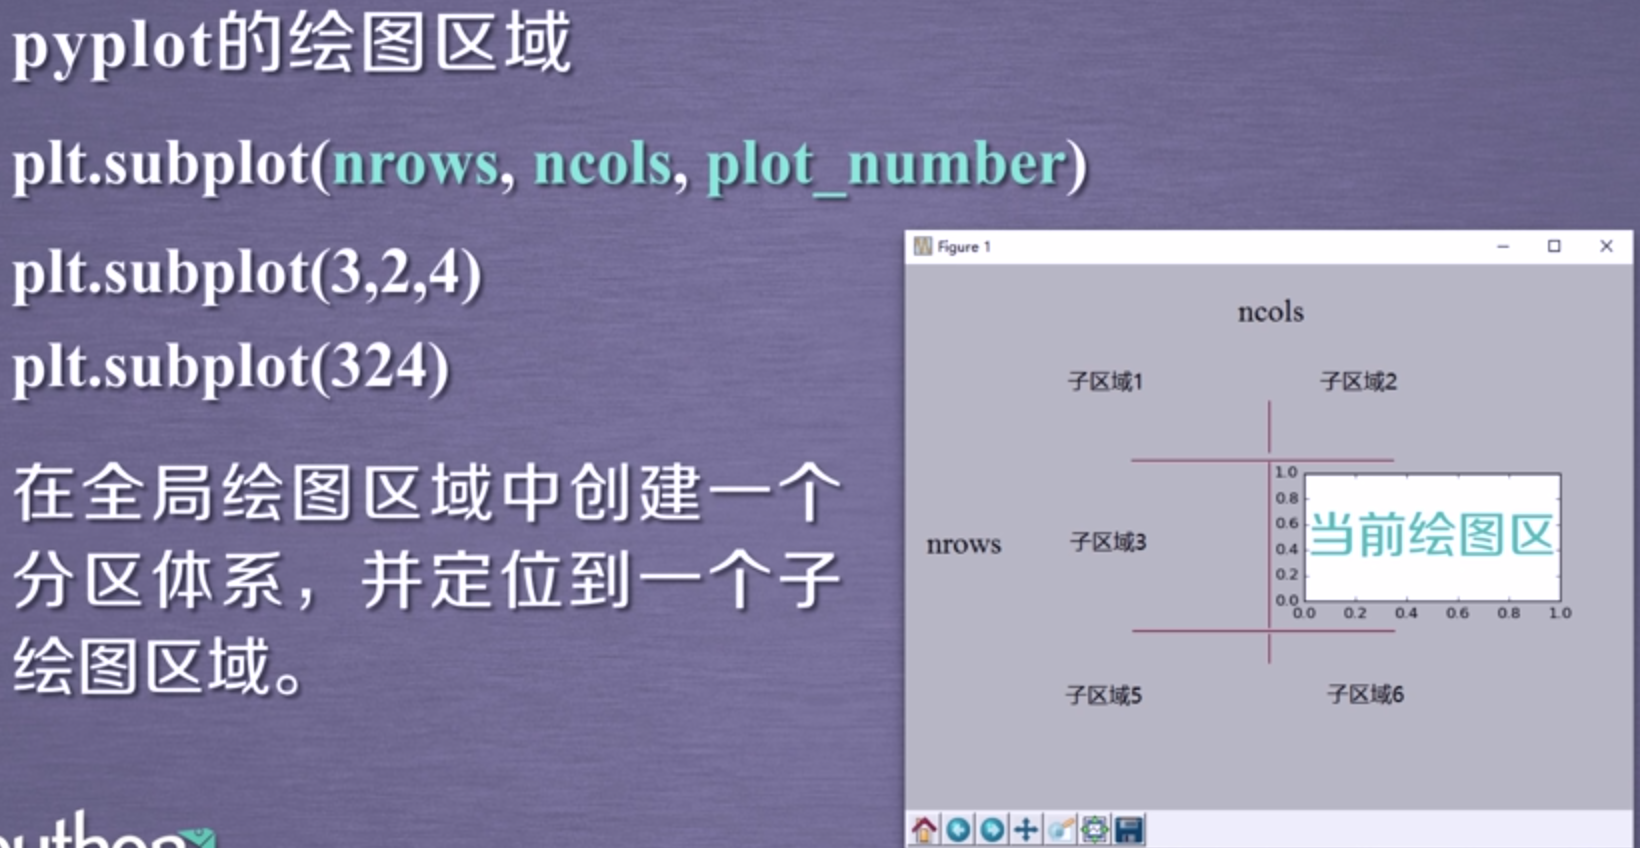 pyplot的绘图区域
plt.subplot(nrows, ncols, plot_number)
plt.subplot(3,2,4)
plt.subplot(324)
在全局绘图区域中创建一个
分区体系，并定位到一个子
绘图区域。
Figure 1
ncols
子区域1
子区域2
nrows
子区域3
1.0
0.8
0.6
0.4
0.2
0.0
当前绘图区
0.0 0.2 0.4 0.6 0.8 1.0
子区域5
子区域6